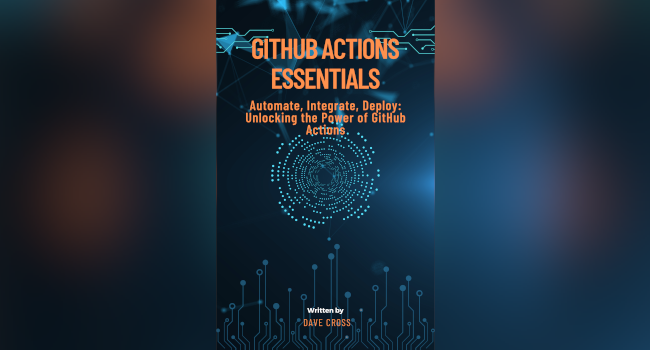 GITHUB ACTIONS
ESSENTIALS
Automate, Integrate, Deploy:
Unlocking the Power of GitHub
Actions.
Written by
DAVE CROSS